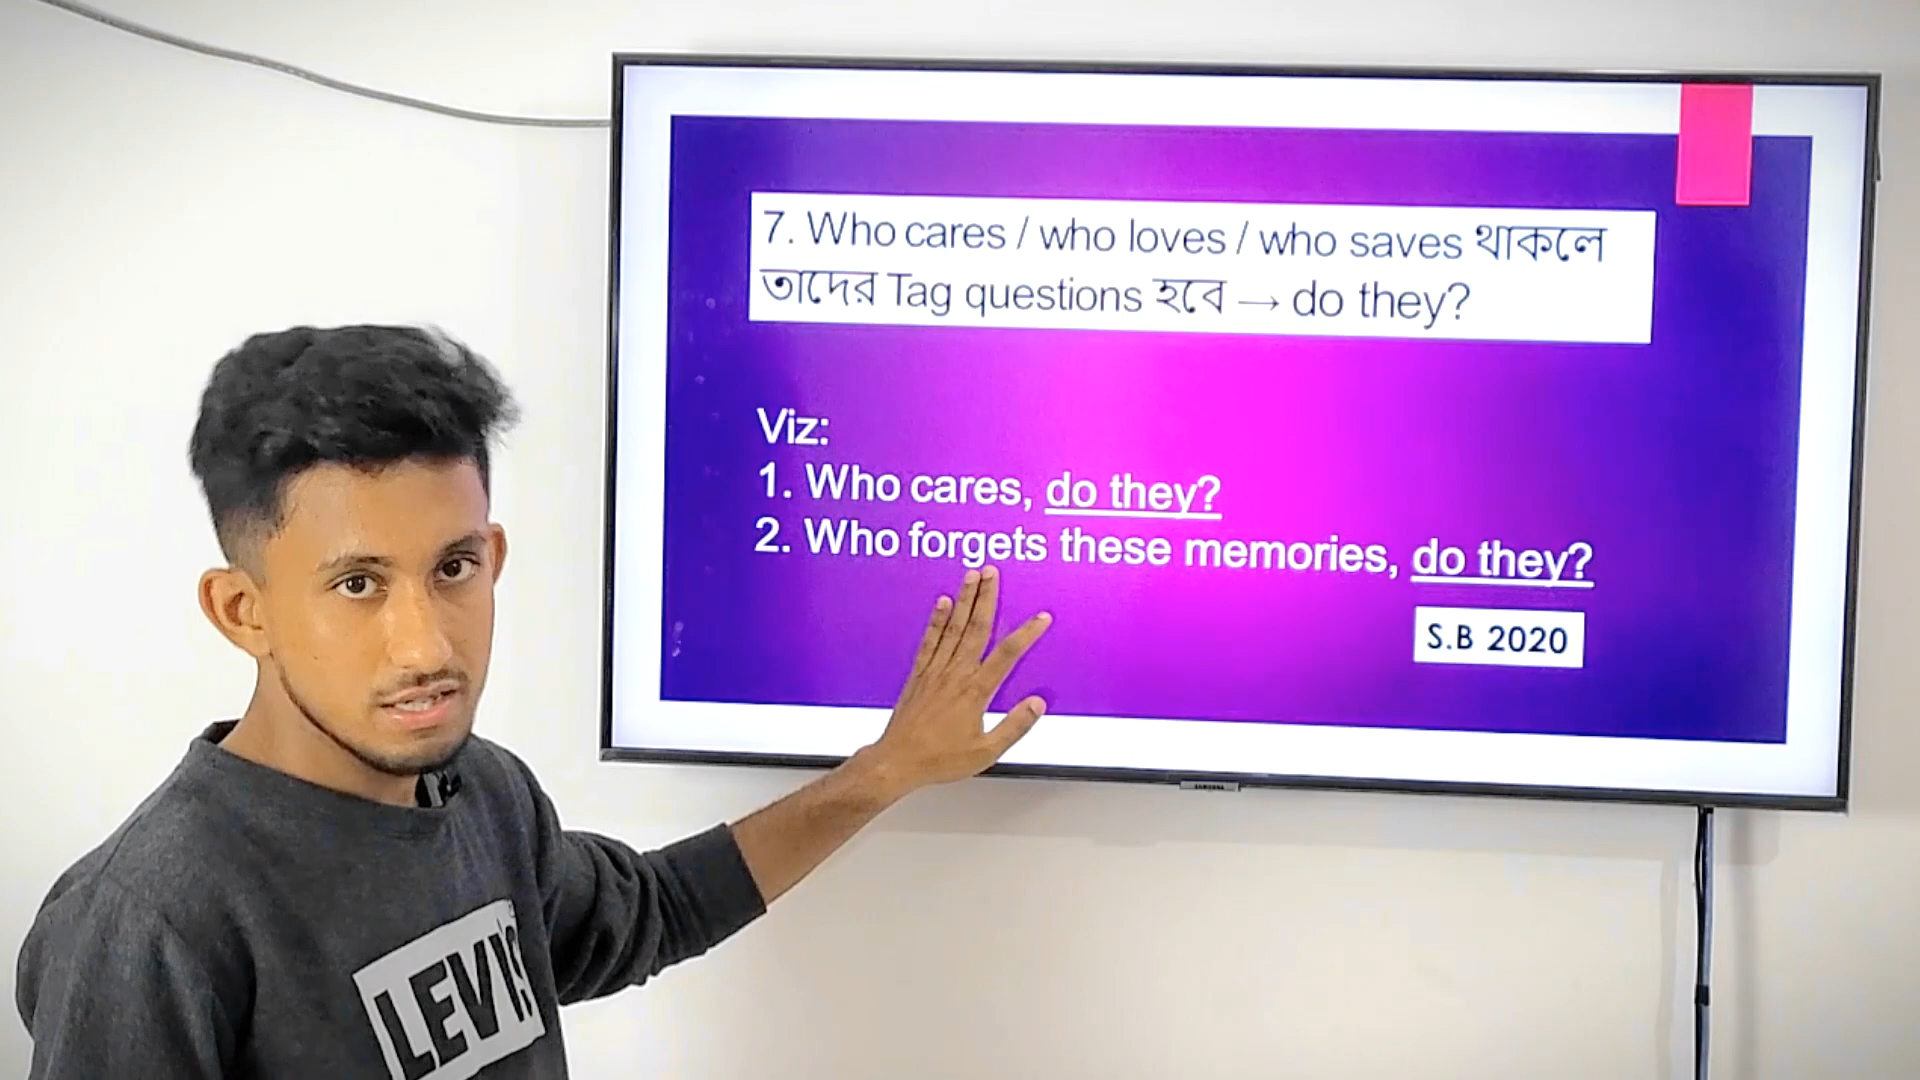 7. Who cares / who loves / who saves থাকলে
তাদের Tag questions হবে → do they?
Viz:
1. Who cares, do they?
2. Who forgets these memories, do they?
S.B 2020
SAMSUNG
LEVI'S